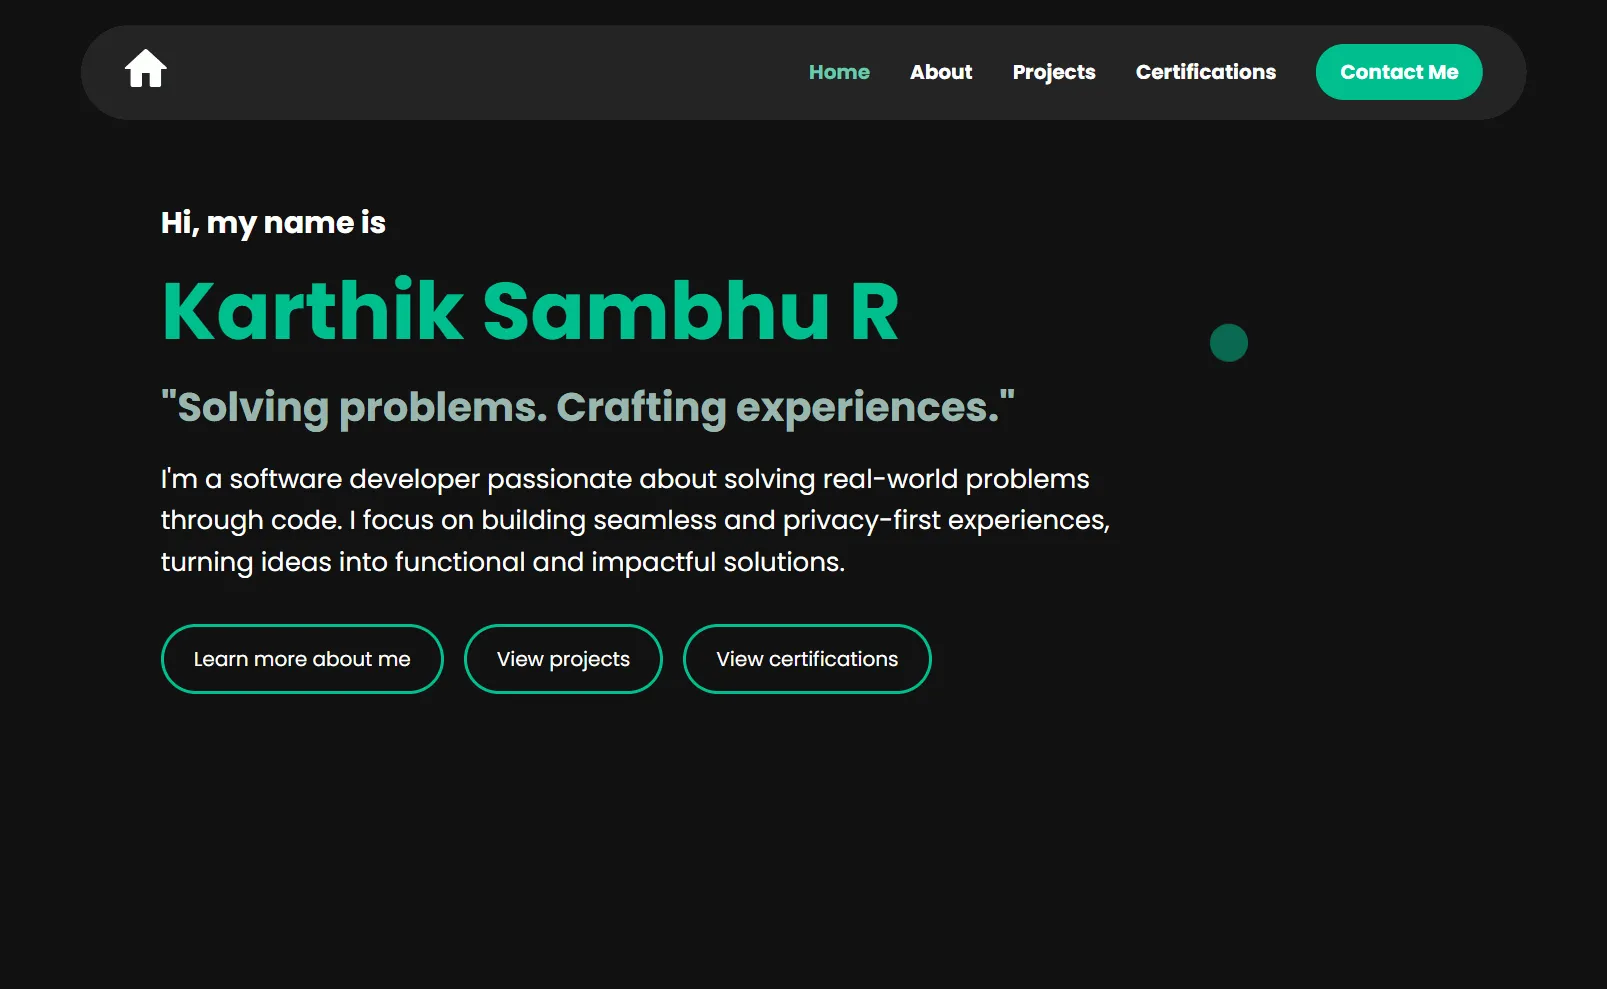 Home About Projects Certifications Contact Me
Hi, my name is
Karthik Sambhu R
"Solving problems. Crafting experiences."
I'm a software developer passionate about solving real-world problems
through code. I focus on building seamless and privacy-first experiences,
turning ideas into functional and impactful solutions.
Learn more about me View projects View certifications